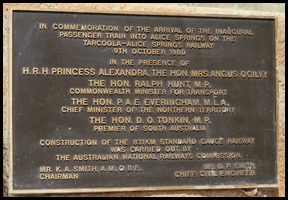 IN COMMEMORATION OF THE ARRIVAL OF THE INAUGURAL
PASSENGER TRAIN INTO ALICE SPRINGS ON THE
TARCOOLA-ALICE SPRINGS RAILWAY
9TH OCTOBER 1980
IN THE PRESENCE OF
H.R.H. PRINCESS ALEXANDRA, THE HON. MRS. ANGUS OGILVY
THE HON. RALPH HUNT, M.P.
COMMONWEALTH MINISTER FOR TRANSPORT
THE HON. P.A.E. EVERINGHAM, M.L.A.,
CHIEF MINISTER OF THE NORTHERN TERRITORY
THE HON. D.O. TONKIN, M.P.
PREMIER OF SOUTH AUSTRALIA
CONSTRUCTION OF THE 831KM STANDARD GAUGE RAILWAY
WAS CARRIED OUT BY
THE AUSTRALIAN NATIONAL RAILWAYS COMMISSION
MR. K.A. SMITH, A.M., O.B.E. MR. D.P. SMITH
CHAIRMAN CHIEF CIVIL ENGINEER